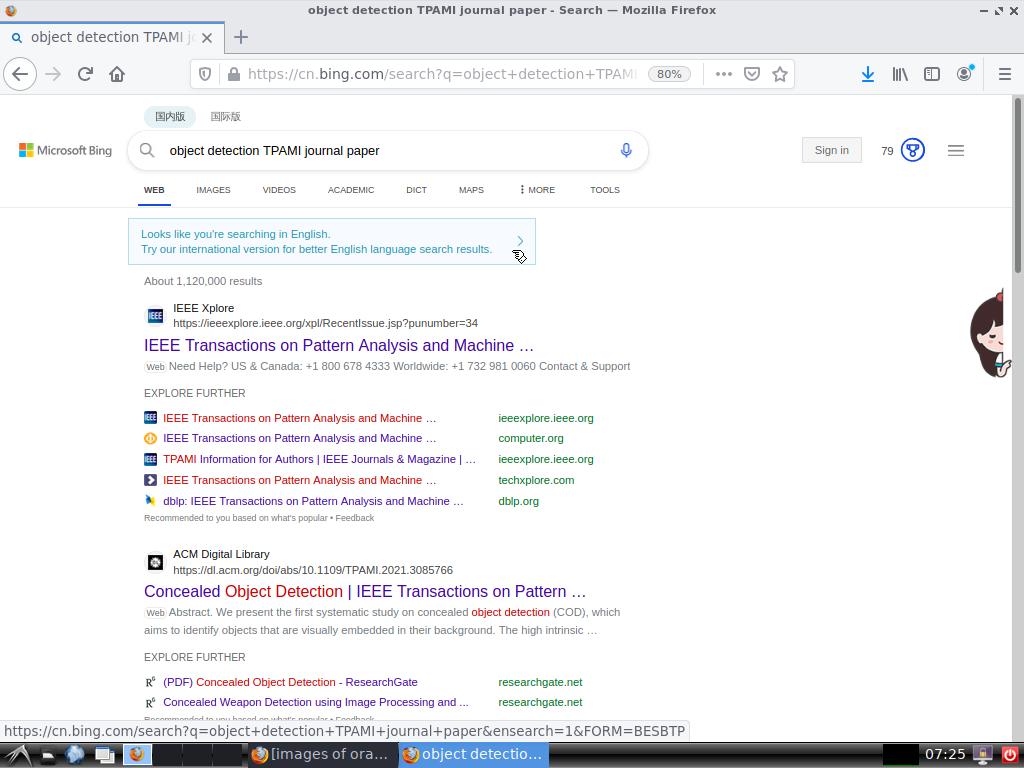 object detection TPAMI journal paper - Search — Mozilla Firefox
object detection TPAMI jo
https://cn.bing.com/search?q=object+detection+TPAMI
80%
国内版 国际版
Microsoft Bing
object detection TPAMI journal paper
Sign in
79
WEB IMAGES VIDEOS ACADEMIC DICT MAPS MORE TOOLS
Looks like you're searching in English.
Try our international version for better English language search results.
About 1,120,000 results
IEEE Xplore
https://ieeexplore.ieee.org/xpl/RecentIssue.jsp?punumber=34
IEEE Transactions on Pattern Analysis and Machine …
Web Need Help? US & Canada: +1 800 678 4333 Worldwide: +1 732 981 0060 Contact & Support
EXPLORE FURTHER
IEEE Transactions on Pattern Analysis and Machine … ieeexplore.ieee.org
IEEE Transactions on Pattern Analysis and Machine … computer.org
TPAMI Information for Authors | IEEE Journals & Magazine | … ieeexplore.ieee.org
IEEE Transactions on Pattern Analysis and Machine … techxplore.com
dblp: IEEE Transactions on Pattern Analysis and Machine … dblp.org
Recommended to you based on what's popular • Feedback
ACM Digital Library
https://dl.acm.org/doi/abs/10.1109/TPAMI.2021.3085766
Concealed Object Detection | IEEE Transactions on Pattern …
Web Abstract. We present the first systematic study on concealed object detection (COD), which
aims to identify objects that are visually embedded in their background. The high intrinsic …
EXPLORE FURTHER
(PDF) Concealed Object Detection - ResearchGate researchgate.net
Concealed Weapon Detection using Image Processing and ... researchgate.net
Recommended to you based on what's popular • Feedback
https://cn.bing.com/search?q=object+detection+TPAMI+journal+paper&ensearch=1&FORM=BESBTP
[images of ora... object detectio... 07:25